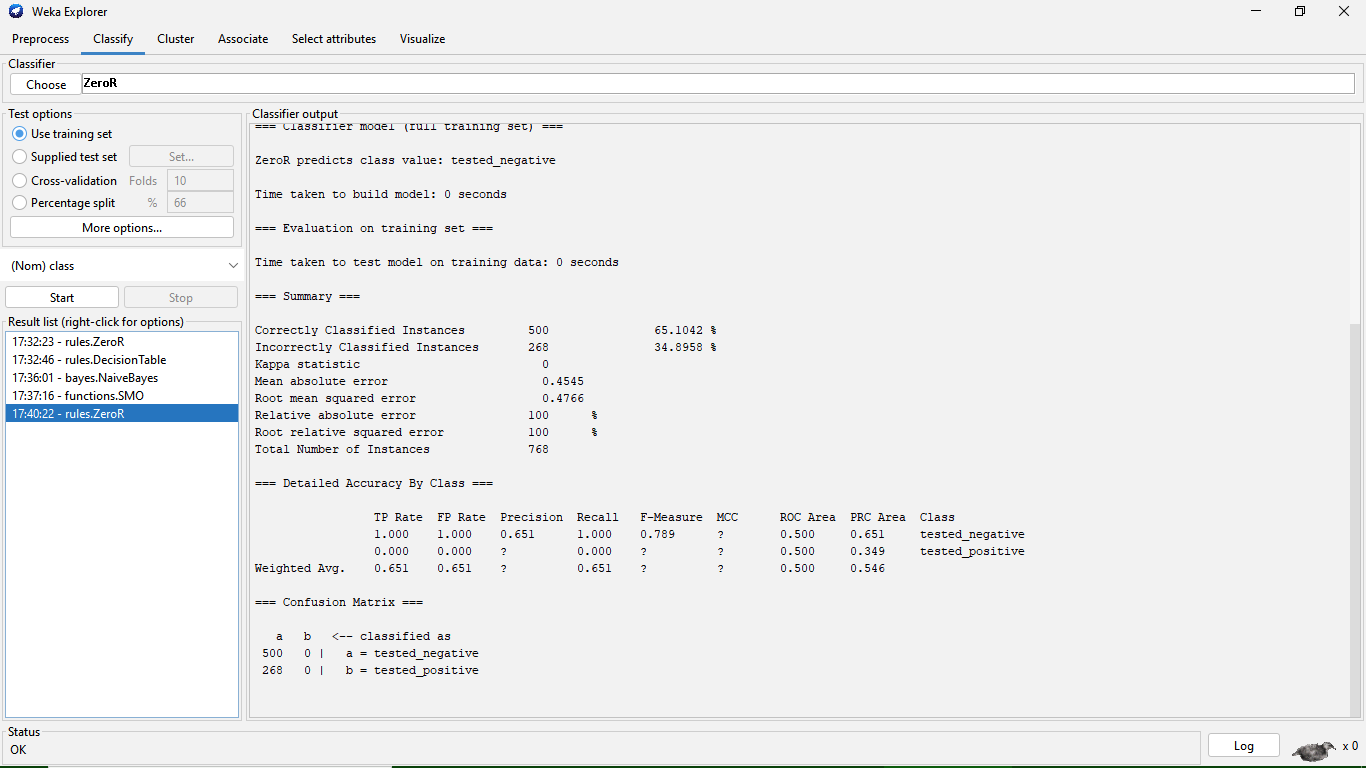 Weka Explorer
Preprocess Classify Cluster Associate Select attributes Visualize
Classifier
Choose ZeroR
Test options
Use training set
Supplied test set Set...
Cross-validation Folds 10
Percentage split % 66
More options...
(Nom) class
Start Stop
Result list (right-click for options)
17:32:23 - rules.ZeroR
17:32:46 - rules.DecisionTable
17:36:01 - bayes.NaiveBayes
17:37:16 - functions.SMO
17:40:22 - rules.ZeroR
Classifier output
=== Classifier model (full training set) ===
ZeroR predicts class value: tested_negative
Time taken to build model: 0 seconds
=== Evaluation on training set ===
Time taken to test model on training data: 0 seconds
=== Summary ===
Correctly Classified Instances 500 65.1042 %
Incorrectly Classified Instances 268 34.8958 %
Kappa statistic 0
Mean absolute error 0.4545
Root mean squared error 0.4766
Relative absolute error 100 %
Root relative squared error 100 %
Total Number of Instances 768
=== Detailed Accuracy By Class ===
TP Rate FP Rate Precision Recall F-Measure MCC ROC Area PRC Area Class
1.000 1.000 0.651 1.000 0.789 ? 0.500 0.651 tested_negative
0.000 0.000 ? 0.000 ? ? 0.500 0.349 tested_positive
Weighted Avg. 0.651 0.651 ? 0.651 ? ? 0.500 0.546
=== Confusion Matrix ===
a b <-- classified as
500 0 | a = tested_negative
268 0 | b = tested_positive
Status
OK
Log x 0